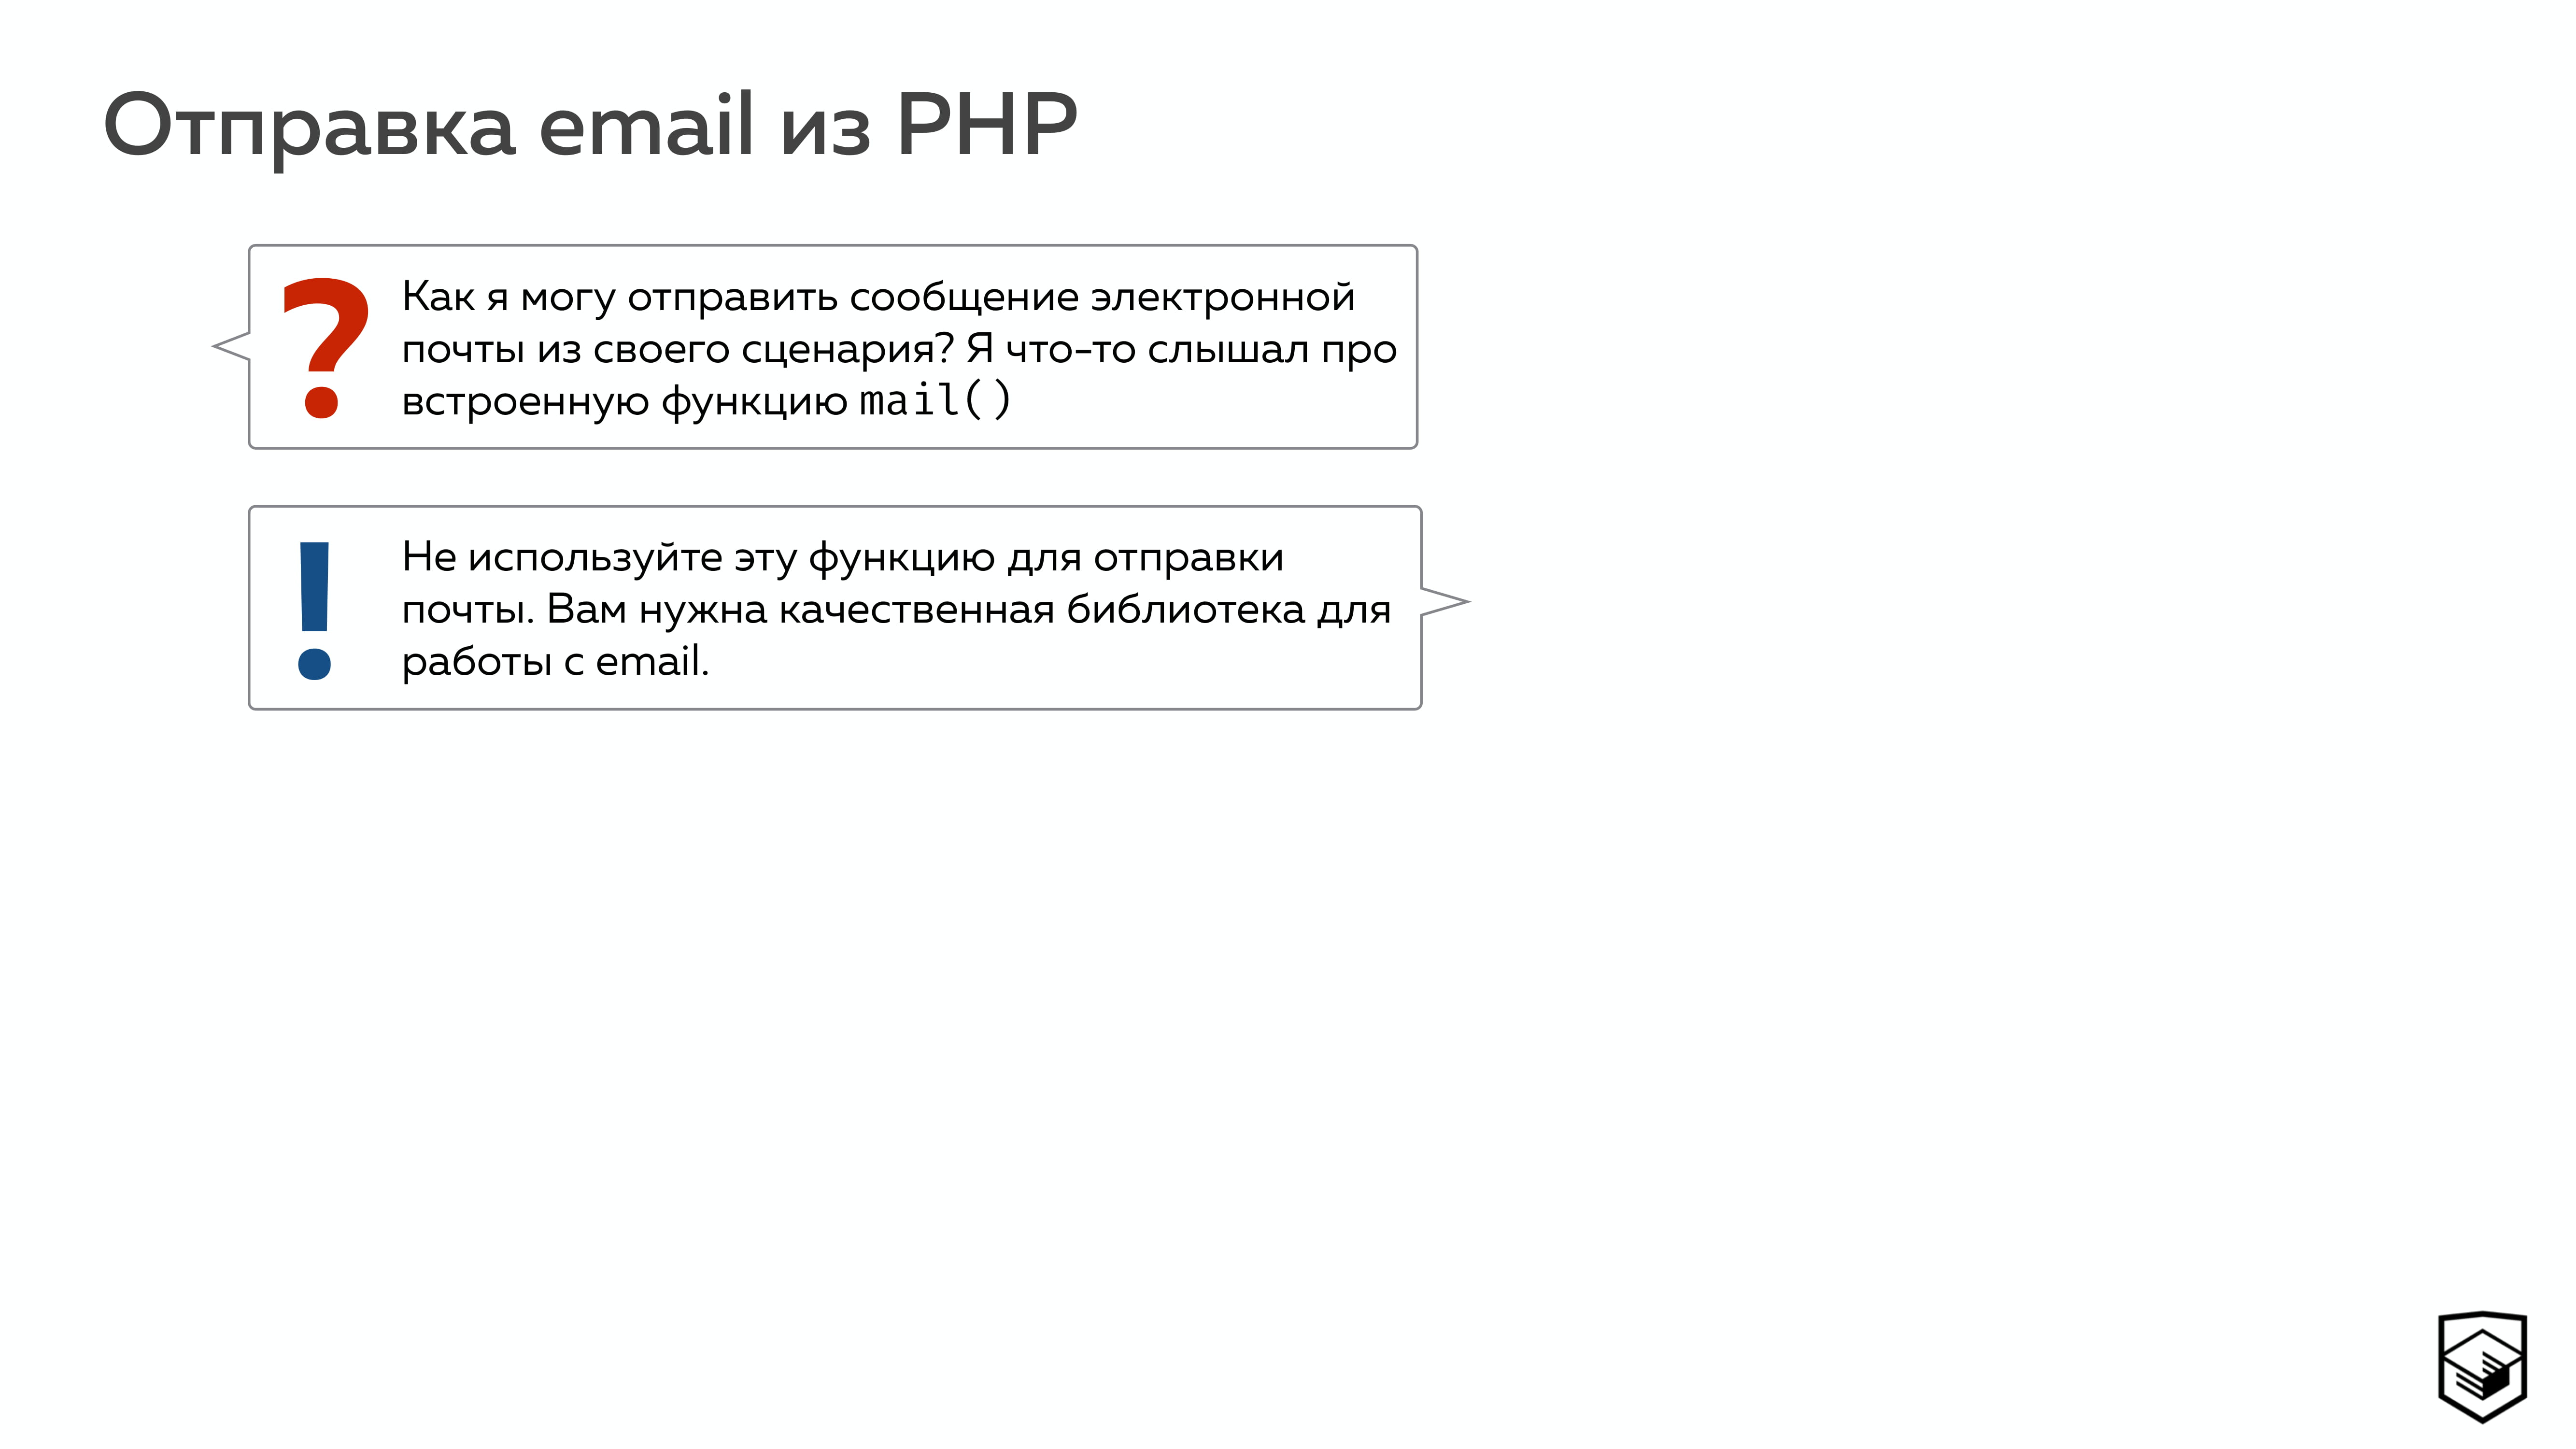 Отправка email из PHP
?
Как я могу отправить сообщение электронной
почты из своего сценария? Я что-то слышал про
встроенную функцию mail()
!
Не используйте эту функцию для отправки
почты. Вам нужна качественная библиотека для
работы с email.